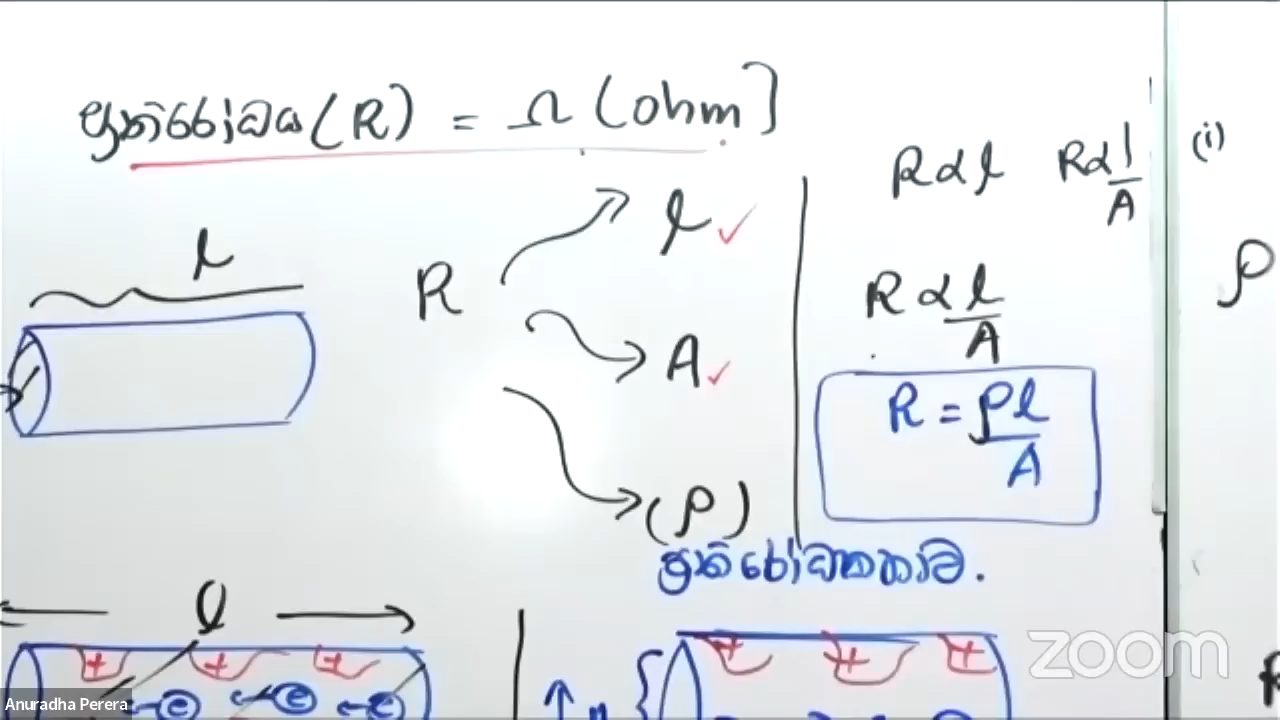 ප්‍රතිරෝධය (R) = Ω (ohm)
l
R
l
A
(ρ)
ප්‍රතිරෝධකතාව.
R α l R α 1/A (i)
R α l/A
R = ρl/A
ρ
l
+ + +
e e e
+ + +
zoom
Anuradha Perera